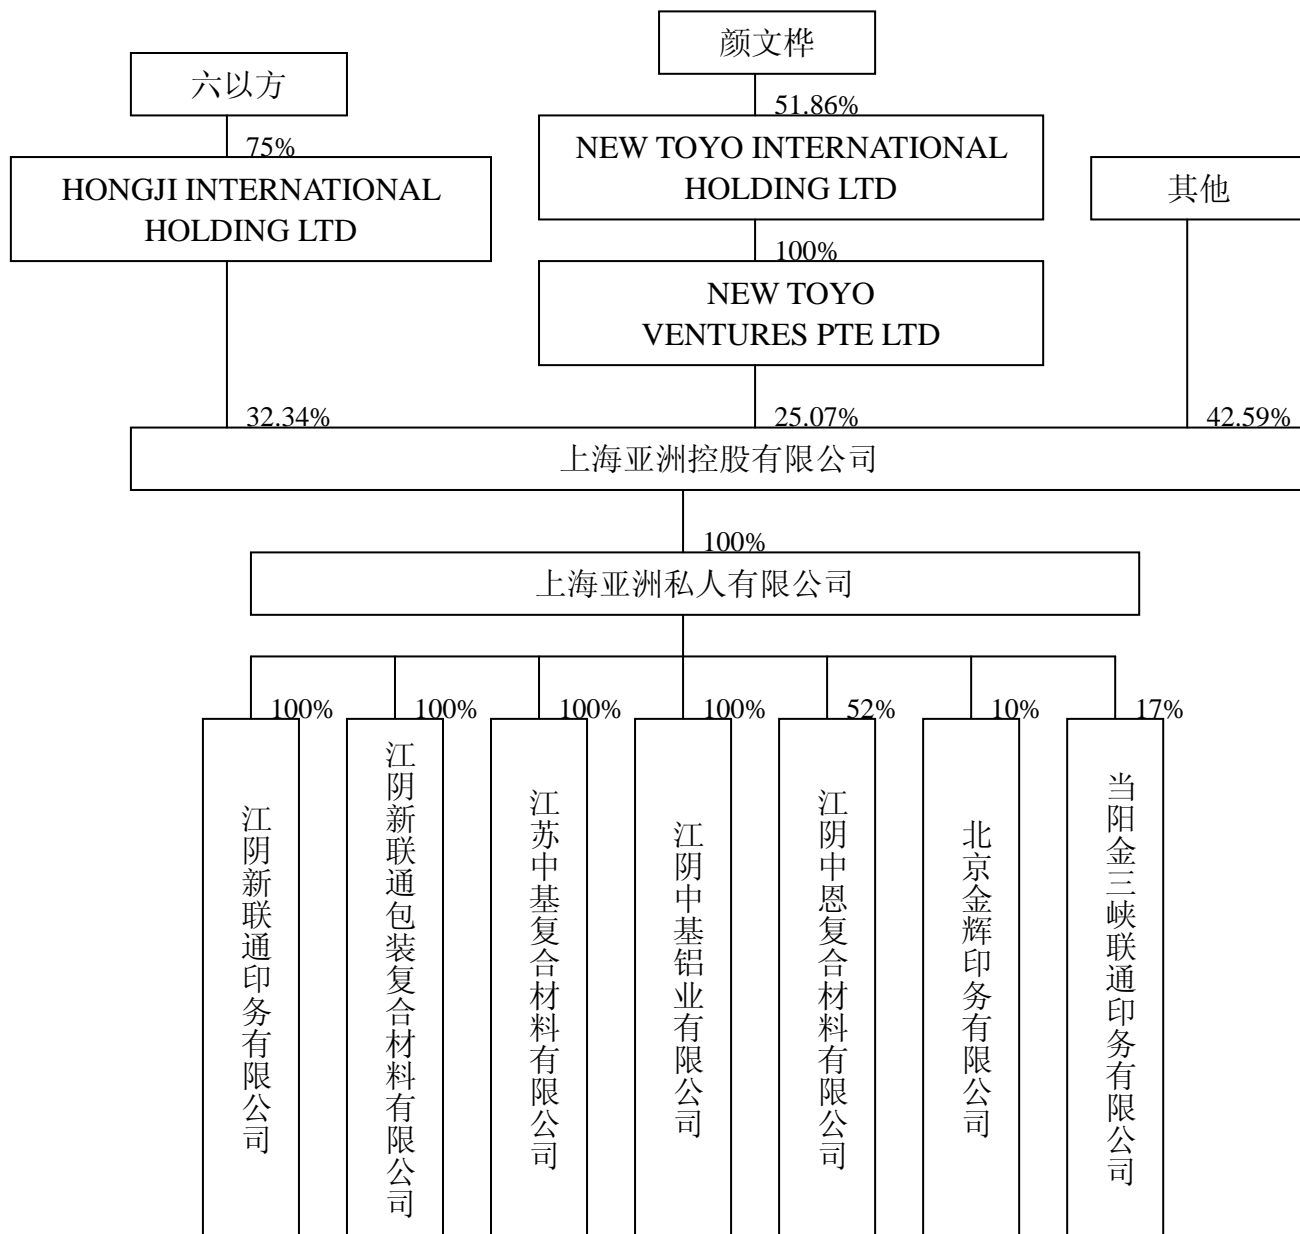 颜文桦
六以方
51.86%
75%
NEW TOYO INTERNATIONAL
HOLDING LTD
HONGJI INTERNATIONAL
HOLDING LTD
其他
100%
NEW TOYO
VENTURES PTE LTD
32.34%
25.07%
42.59%
上海亚洲控股有限公司
100%
上海亚洲私人有限公司
100%
100%
100%
100%
52%
10%
17%
江阴新联通印务有限公司
江阴新联通包装复合材料有限公司
江苏中基复合材料有限公司
江阴中基铝业有限公司
江阴中恩复合材料有限公司
北京金辉印务有限公司
当阳金三峡联通印务有限公司